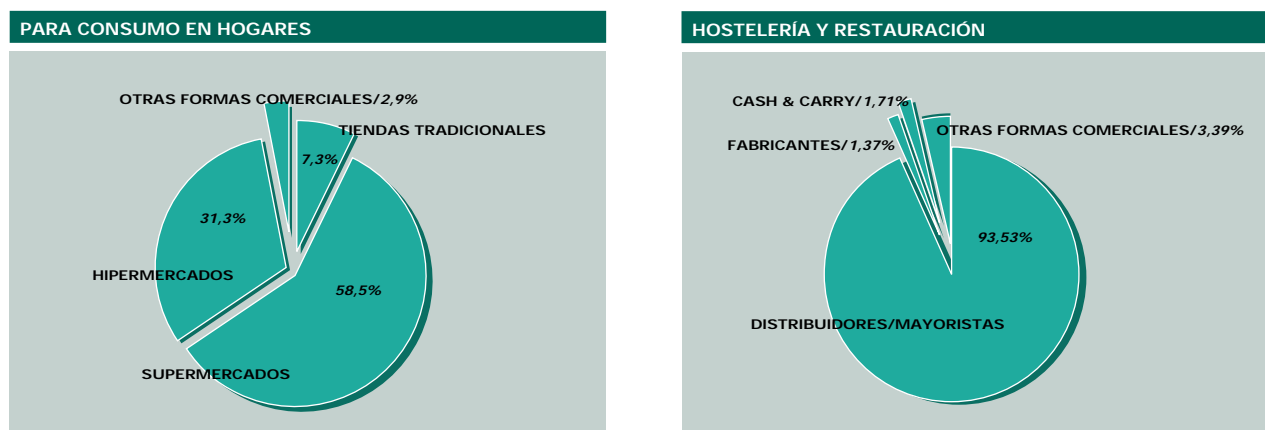 PARA CONSUMO EN HOGARES
OTRAS FORMAS COMERCIALES/2,9%
TIENDAS TRADICIONALES
7,3%
31,3%
HIPERMERCADOS
58,5%
SUPERMERCADOS
HOSTELERÍA Y RESTAURACIÓN
CASH & CARRY/1,71%
OTRAS FORMAS COMERCIALES/3,39%
FABRICANTES/1,37%
93,53%
DISTRIBUIDORES/MAYORISTAS